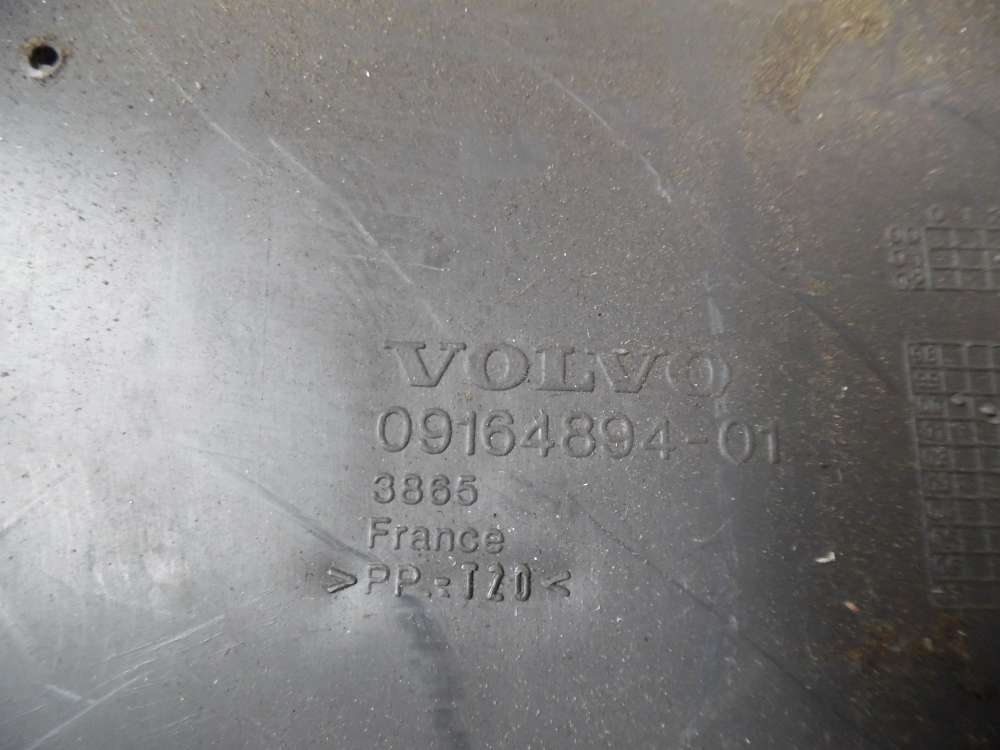 VOLVO
09164894-01
3865
France
>PP-T20<